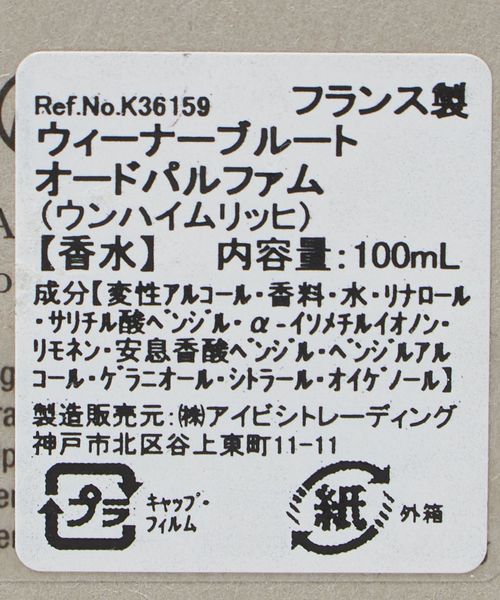 Ref.No.K36159 フランス製
ウィーナーブルート
オードパルファム
(ウンハイムリッヒ)
【香水】 内容量:100mL
成分【変性アルコール・香料・水・リナロール
・サリチル酸ベンジル・α-イソメチルイオノン・
リモネン・安息香酸ベンジル・ベンジルアル
コール・ゲラニオール・シトラール・オイゲノール】
製造販売元:㈱アイビシトレーディング
神戸市北区谷上東町11-11
プラ キャップ・
フィルム
紙 外箱